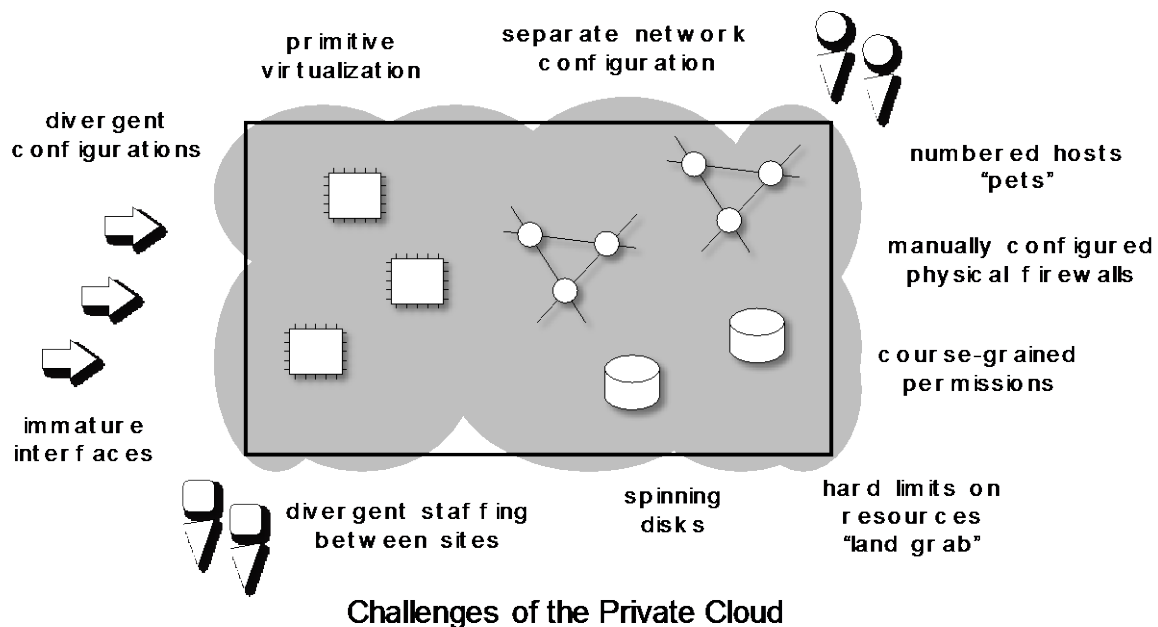 primitive
virtualization
separate network
configuration
divergent
configurations
numbered hosts
“pets”
manually configured
physical firewalls
course-grained
permissions
immature
interfaces
divergent staffing
between sites
spinning
disks
hard limits on
resources
“land grab”
Challenges of the Private Cloud